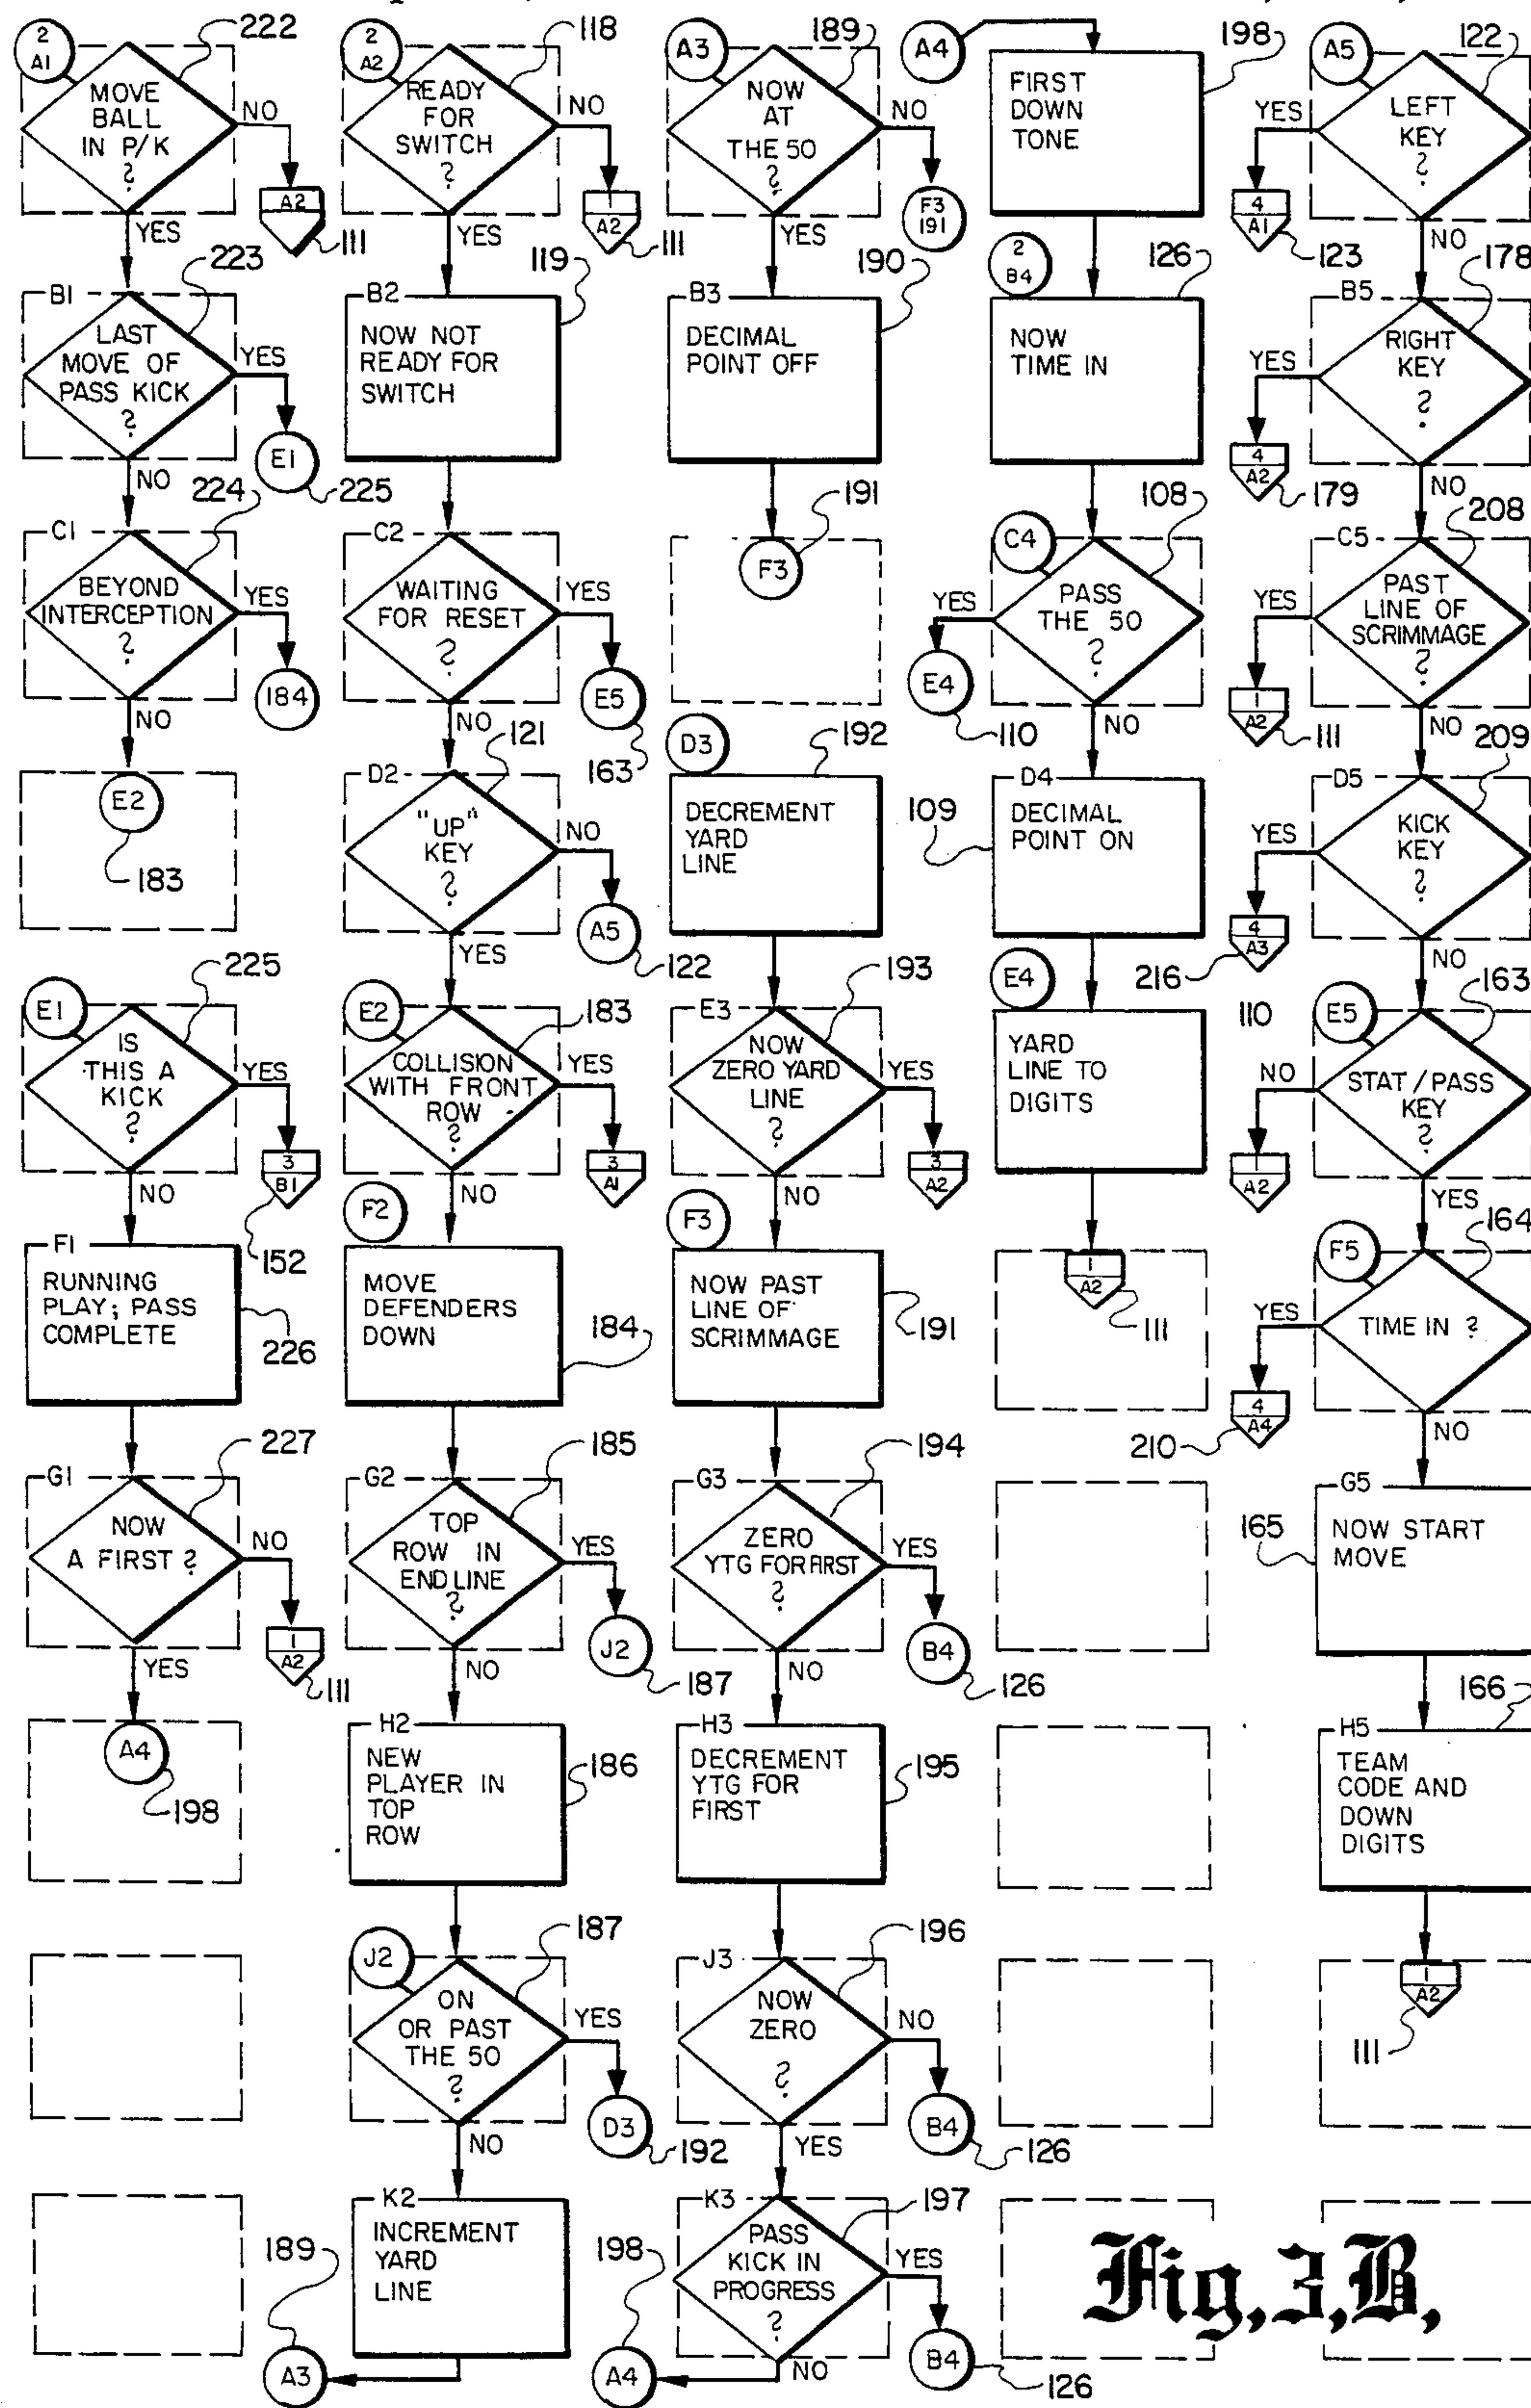 2
A1
222
MOVE
BALL
IN P/K
?
NO
A2
111
YES
B1
223
LAST
MOVE OF
PASS KICK
?
YES
E1
225
NO
C1
224
BEYOND
INTERCEPTION
?
YES
184
NO
E2
183
E1
225
IS
THIS A
KICK
?
YES
3
B1
152
NO
F1
RUNNING
PLAY; PASS
COMPLETE
226
G1
227
NOW
A FIRST ?
NO
1
A2
111
YES
A4
198
2
A2
118
READY
FOR
SWITCH
?
NO
1
A2
111
YES
119
B2
NOW NOT
READY FOR
SWITCH
C2
WAITING
FOR RESET
?
YES
E5
163
NO
D2
121
"UP"
KEY
?
NO
A5
122
YES
E2
183
COLLISION
WITH FRONT
ROW
?
YES
3
A1
NO
F2
MOVE
DEFENDERS
DOWN
184
G2
185
TOP
ROW IN
END LINE
?
YES
J2
187
NO
H2
NEW
PLAYER IN
TOP
ROW
186
J2
187
ON
OR PAST
THE 50
?
YES
D3
192
NO
K2
INCREMENT
YARD
LINE
189
A3
A3
189
NOW
AT
THE 50
?
NO
F3
191
YES
190
B3
DECIMAL
POINT OFF
191
F3
D3
192
DECREMENT
YARD
LINE
E3
193
NOW
ZERO YARD
LINE
?
YES
3
A2
NO
F3
NOW PAST
LINE OF
SCRIMMAGE
191
G3
194
ZERO
YTG FOR FIRST
?
YES
B4
126
NO
H3
DECREMENT
YTG FOR
FIRST
195
J3
196
NOW
ZERO
?
NO
B4
126
YES
K3
197
PASS
KICK IN
PROGRESS
?
YES
B4
126
NO
198
A4
A4
198
FIRST
DOWN
TONE
2
B4
126
NOW
TIME IN
C4
108
PASS
THE 50
?
YES
E4
110
NO
D4
109
DECIMAL
POINT ON
E4
110
YARD
LINE TO
DIGITS
1
A2
111
A5
122
LEFT
KEY
?
YES
4
A1
123
NO
B5
178
RIGHT
KEY
?
YES
4
A2
179
NO
C5
208
PAST
LINE OF
SCRIMMAGE
?
YES
1
A2
111
NO
D5
209
KICK
KEY
?
YES
4
A3
216
NO
E5
163
STAT/PASS
KEY
?
NO
1
A2
YES
F5
164
TIME IN ?
YES
4
A4
210
NO
G5
165
NOW START
MOVE
166
H5
TEAM
CODE AND
DOWN
DIGITS
1
A2
111
Fig, 3, B,